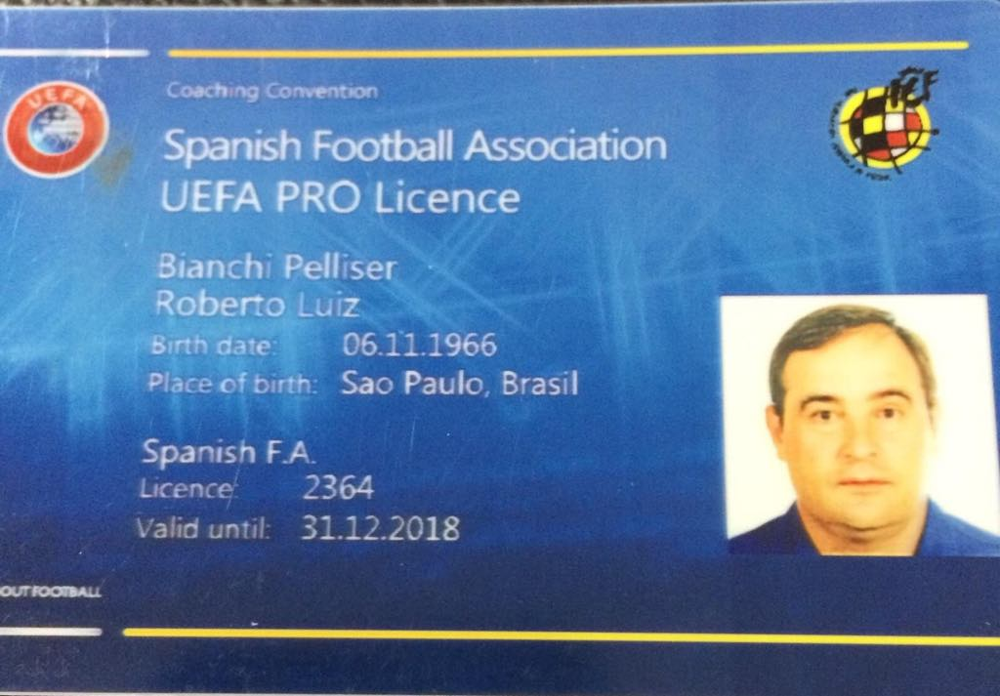 UEFA
Coaching Convention
Spanish Football Association
UEFA PRO Licence
Bianchi Pelliser
Roberto Luiz
Birth date: 06.11.1966
Place of birth: Sao Paulo, Brasil
Spanish F.A.
Licence: 2364
Valid until: 31.12.2018
OUT FOOTBALL